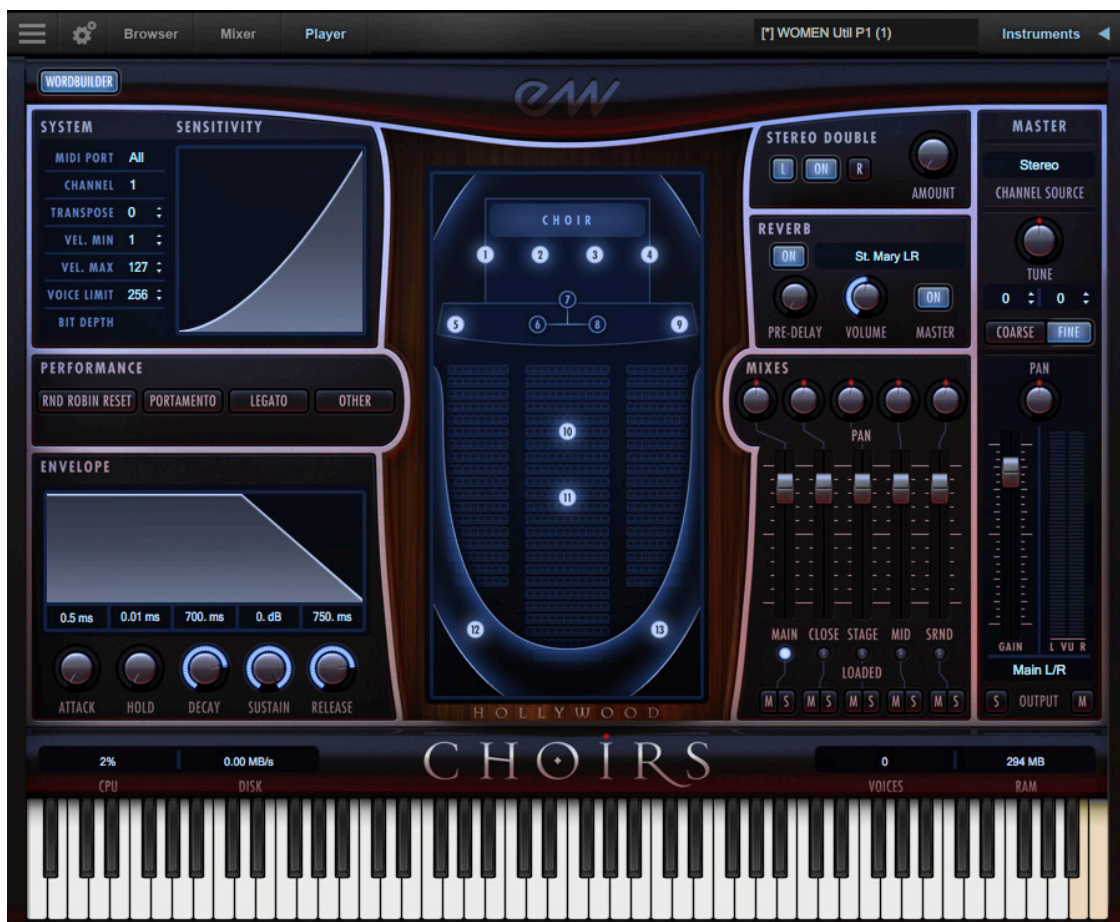 Browser Mixer Player [*] WOMEN Util P1 (1) Instruments
WORDBUILDER
ew
SYSTEM
MIDI PORT All
CHANNEL 1
TRANSPOSE 0
VEL. MIN 1
VEL. MAX 127
VOICE LIMIT 256
BIT DEPTH
SENSITIVITY
PERFORMANCE
RND ROBIN RESET PORTAMENTO LEGATO OTHER
ENVELOPE
0.5 ms 0.01 ms 700. ms 0. dB 750. ms
ATTACK HOLD DECAY SUSTAIN RELEASE
CHOIR
1 2 3 4
7
5 6 8 9
10
11
12 13
HOLLYWOOD
CHOIRS
STEREO DOUBLE
L ON R
AMOUNT
REVERB
ON St. Mary LR
ON
PRE-DELAY VOLUME MASTER
MIXES
PAN
MAIN CLOSE STAGE MID SRND
LOADED
M S M S M S M S M S
MASTER
Stereo
CHANNEL SOURCE
TUNE
0 0
COARSE FINE
PAN
GAIN L VU R
Main L/R
S OUTPUT M
2% 0.00 MB/s 0 294 MB
CPU DISK VOICES RAM